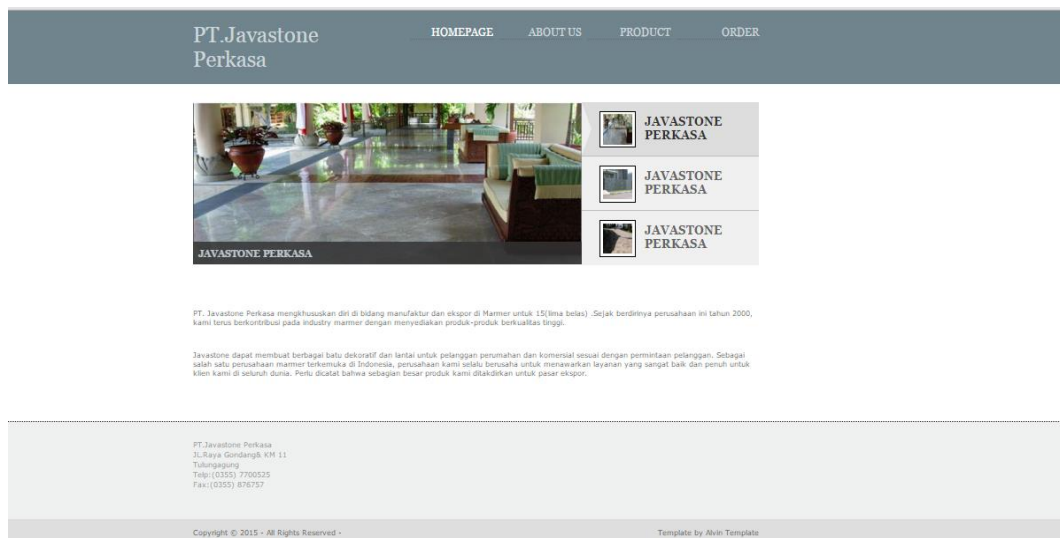 PT.Javastone
Perkasa
HOMEPAGE
ABOUT US
PRODUCT
ORDER
JAVASTONE PERKASA
JAVASTONE
PERKASA
JAVASTONE
PERKASA
JAVASTONE
PERKASA
PT. Javastone Perkasa mengkhususkan diri di bidang manufaktur dan ekspor di Marmer untuk 15(lima belas) .Sejak berdirinya perusahaan ini tahun 2000,
kami terus berkontribusi pada industry marmer dengan menyediakan produk-produk berkualitas tinggi.
Javastone dapat membuat berbagai batu dekoratif dan lantai untuk pelanggan perumahan dan komersial sesuai dengan permintaan pelanggan. Sebagai
salah satu perusahaan marmer terkemuka di Indonesia, perusahaan kami selalu berusaha untuk menawarkan layanan yang sangat baik dan penuh untuk
klien kami di seluruh dunia. Perlu dicatat bahwa sebagian besar produk kami ditakdirkan untuk pasar ekspor.
PT.Javastone Perkasa
JL.Raya Gondang& KM 11
Tulungagung
Telp:(0355) 7700525
Fax:(0355) 876757
Copyright © 2015 - All Rights Reserved -
Template by Alvin Template